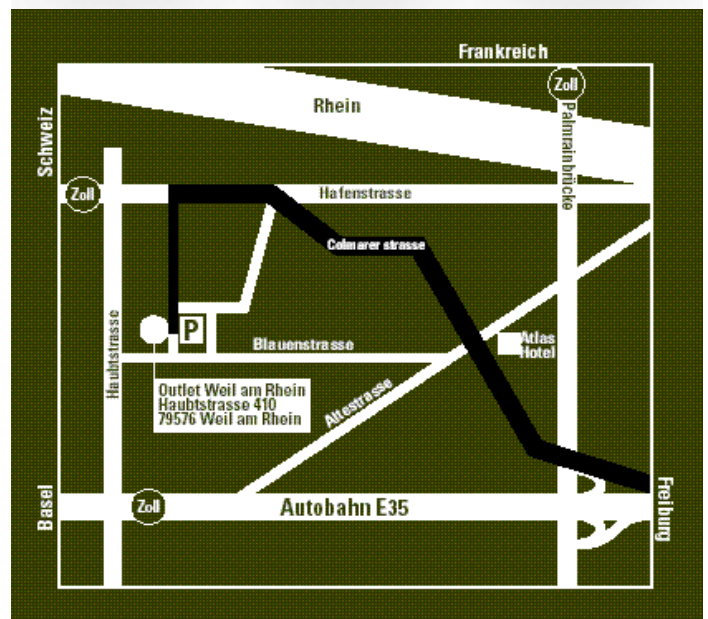 Frankreich
Zoll
Rhein
Palmrainbrücke
Schweiz
Zoll
Hafenstrasse
Colmarer strasse
Haubtstrasse
P
Blauenstrasse
Atlas
Hotel
Outlet Weil am Rhein
Haubtstrasse 410
79576 Weil am Rhein
Altestrasse
Basel
Zoll
Autobahn E35
Freiburg